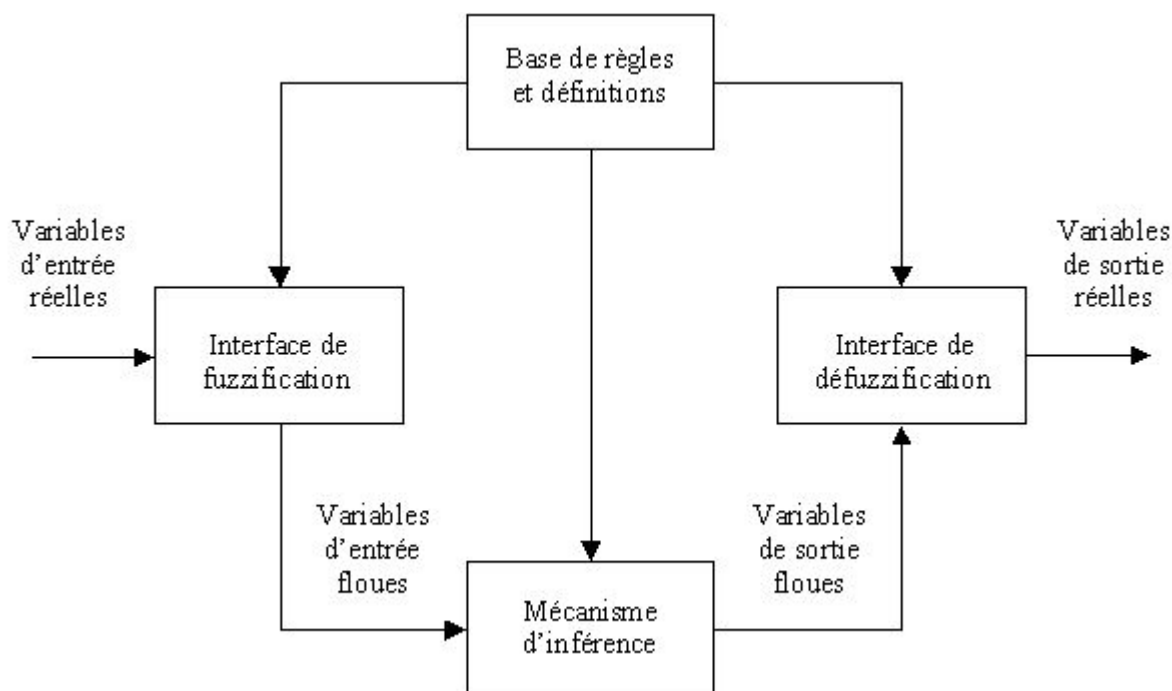 Base de règles
et définitions
Variables
d'entrée
réelles
Variables
de sortie
réelles
Interface de
fuzzification
Interface de
défuzzification
Variables
d'entrée
floues
Variables
de sortie
floues
Mécanisme
d'inférence